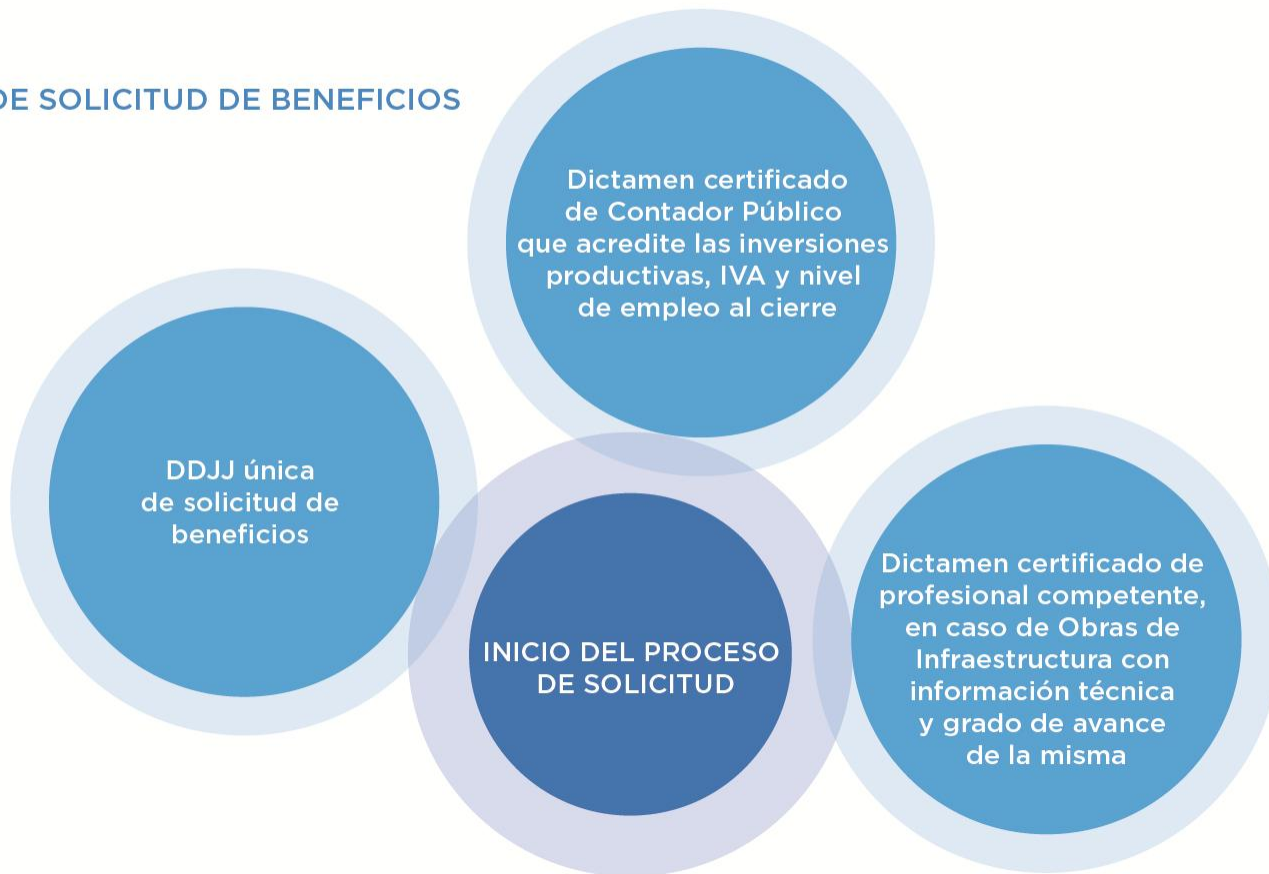 DE SOLICITUD DE BENEFICIOS
Dictamen certificado
de Contador Público
que acredite las inversiones
productivas, IVA y nivel
de empleo al cierre
DDJJ única
de solicitud de
beneficios
INICIO DEL PROCESO
DE SOLICITUD
Dictamen certificado de
profesional competente,
en caso de Obras de
Infraestructura con
información técnica
y grado de avance
de la misma